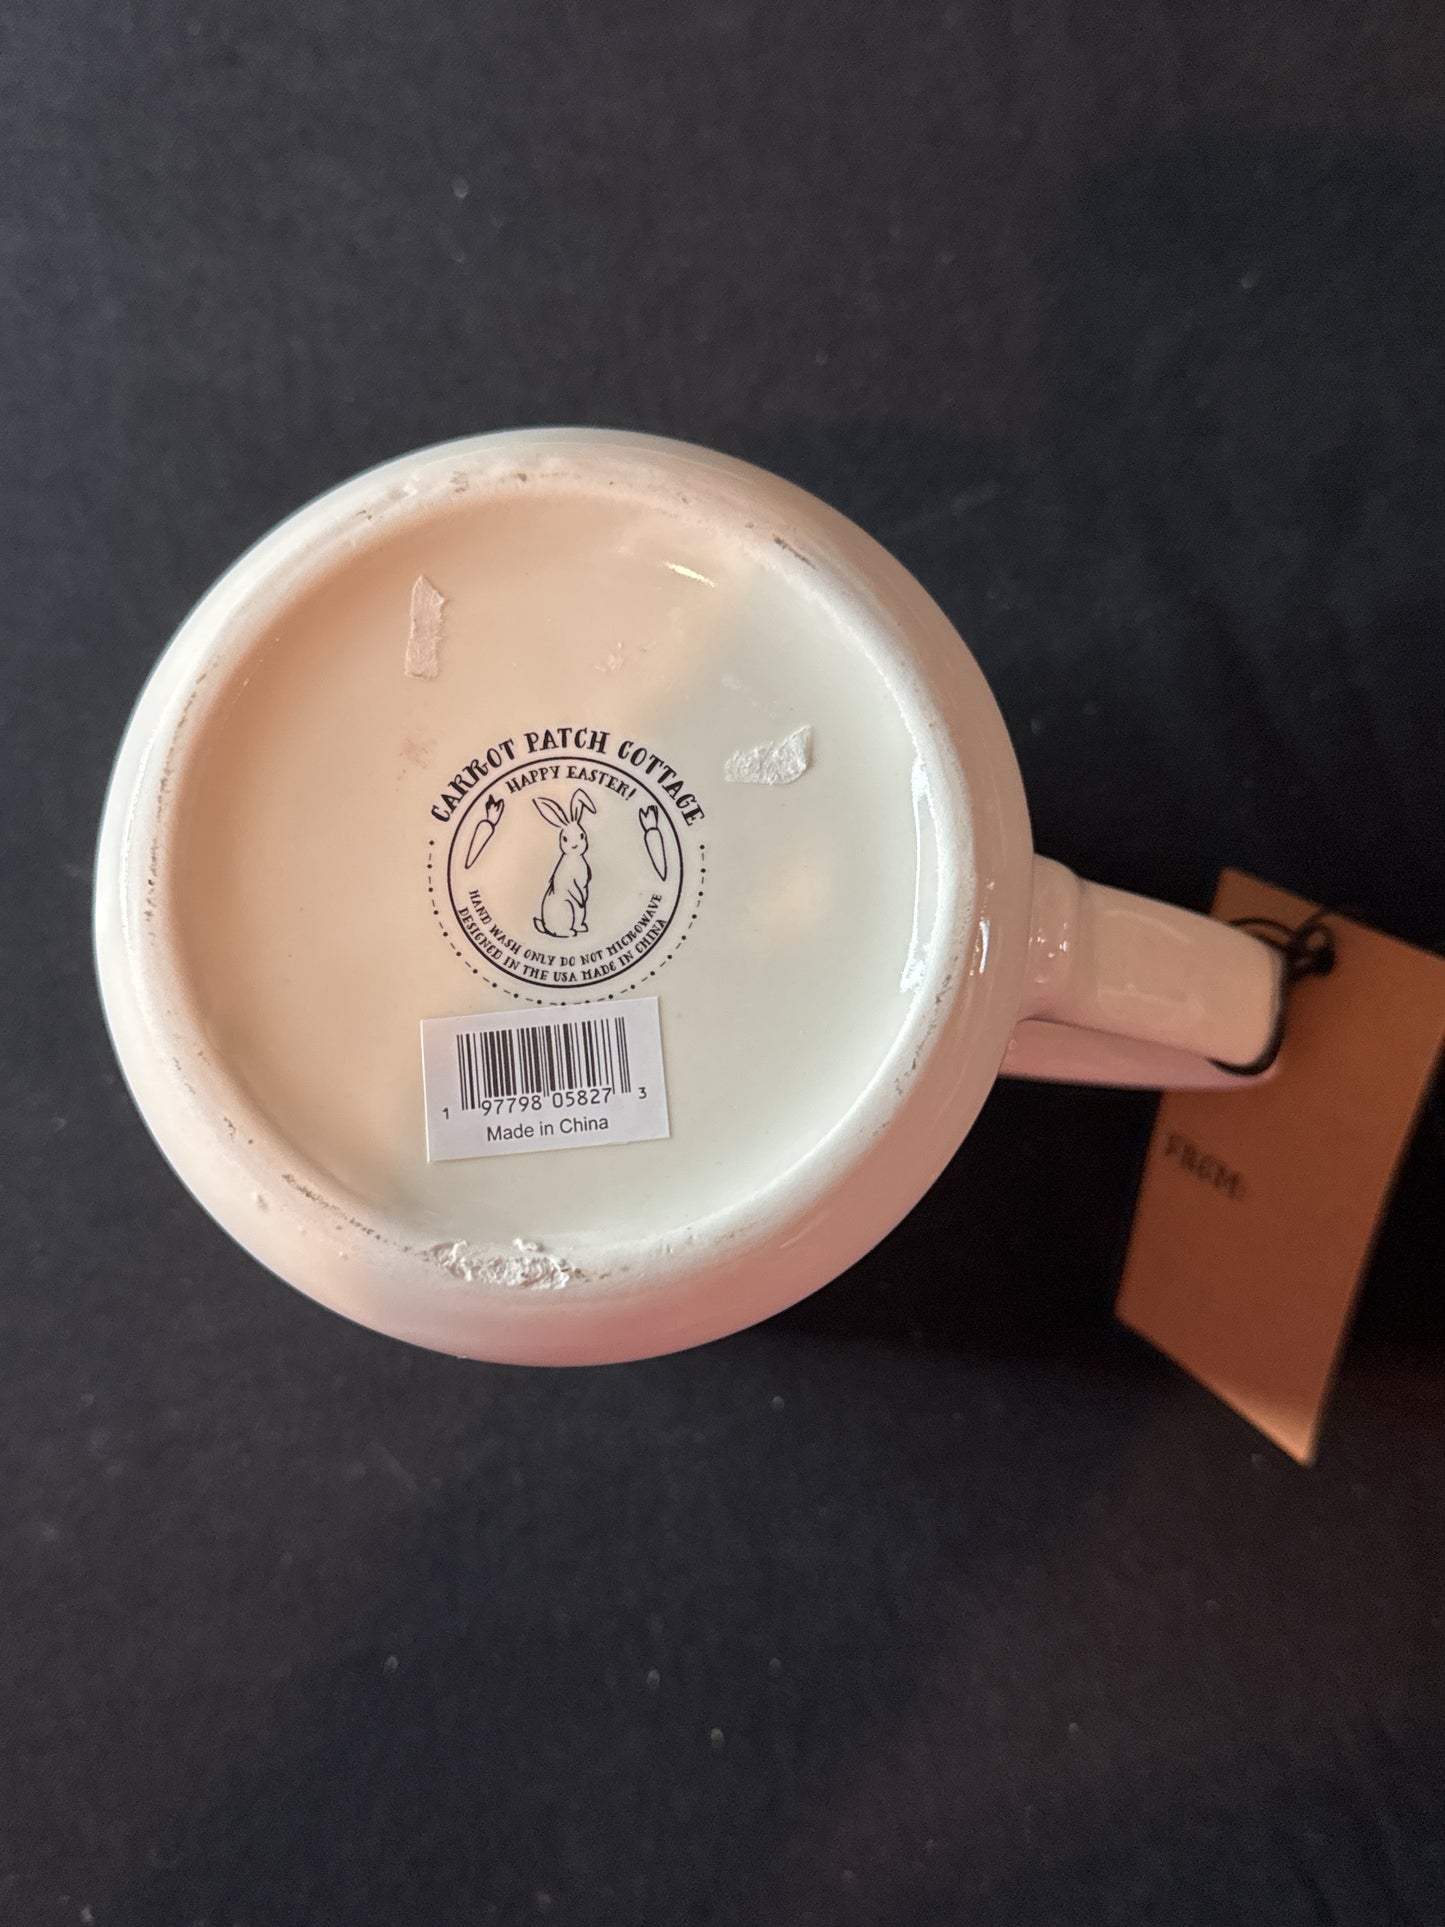 CARROT PATCH COTTAGE
HAPPY EASTER!
HAND WASH ONLY DO NOT MICROWAVE
DESIGNED IN THE USA MADE IN CHINA
1 97798 05827 3
Made in China
FROM: